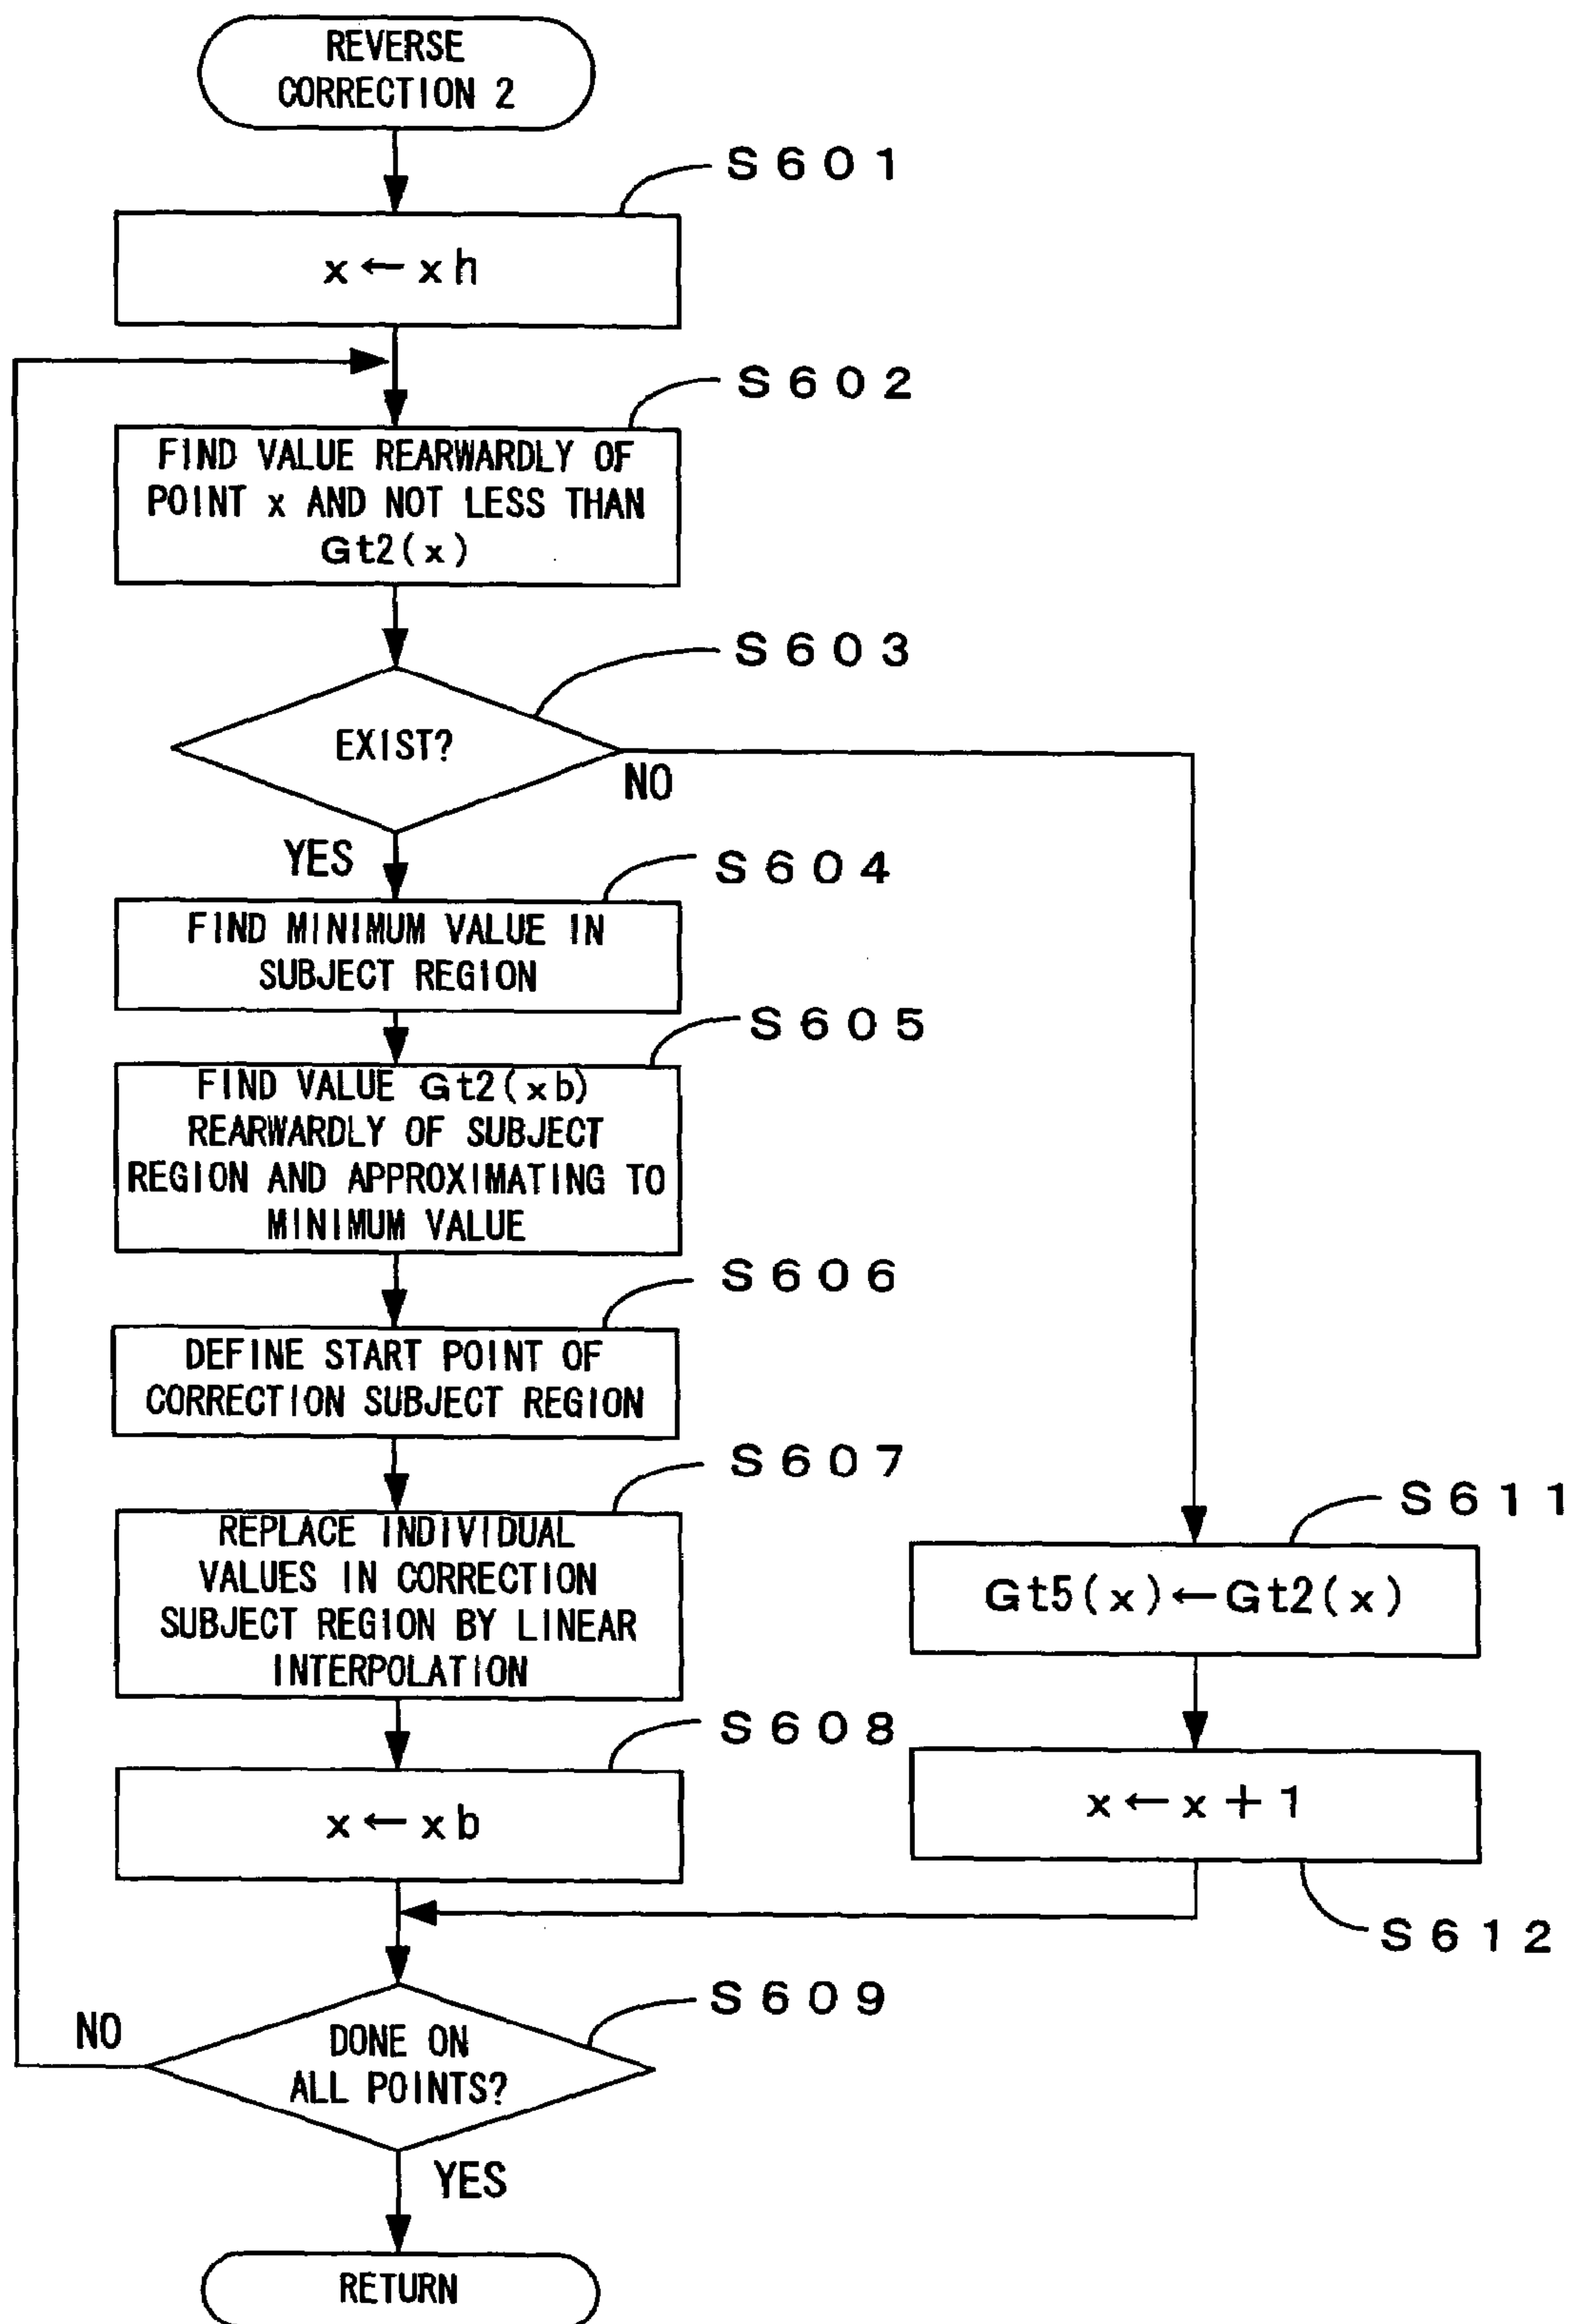 REVERSE
CORRECTION 2
S601
x ← xh
S602
FIND VALUE REARWARDLY OF
POINT x AND NOT LESS THAN
Gt2(x)
S603
EXIST?
NO
YES
S604
FIND MINIMUM VALUE IN
SUBJECT REGION
S605
FIND VALUE Gt2(xb)
REARWARDLY OF SUBJECT
REGION AND APPROXIMATING TO
MINIMUM VALUE
S606
DEFINE START POINT OF
CORRECTION SUBJECT REGION
S607
REPLACE INDIVIDUAL
VALUES IN CORRECTION
SUBJECT REGION BY LINEAR
INTERPOLATION
S611
Gt5(x)←Gt2(x)
S608
x ← xb
x ← x + 1
S612
S609
NO
DONE ON
ALL POINTS?
YES
RETURN